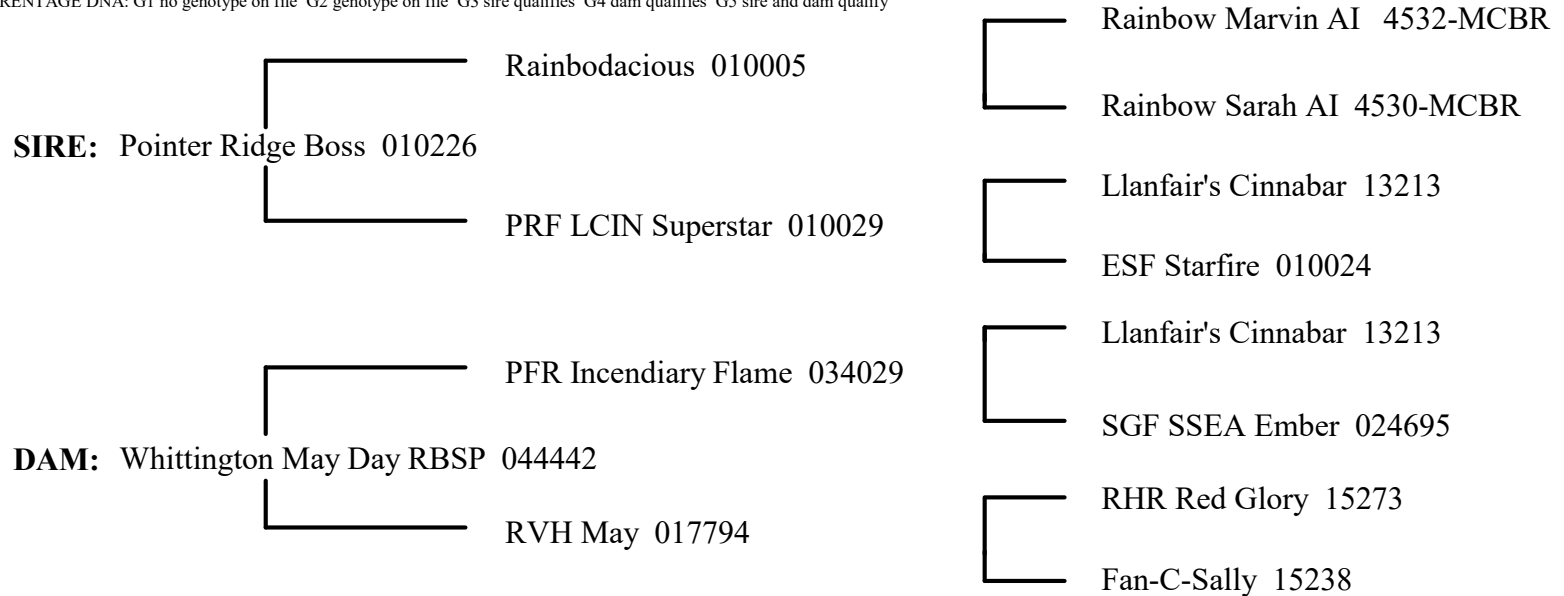 RENTAGE DNA: G1 no genotype on file G2 genotype on file G3 sire qualifies G4 dam qualifies G5 sire and dam qualify
Rainbow Marvin AI 4532-MCBR
Rainbodacious 010005
Rainbow Sarah AI 4530-MCBR
SIRE: Pointer Ridge Boss 010226
Llanfair's Cinnabar 13213
PRF LCIN Superstar 010029
ESF Starfire 010024
Llanfair's Cinnabar 13213
PFR Incendiary Flame 034029
SGF SSEA Ember 024695
DAM: Whittington May Day RBSP 044442
RHR Red Glory 15273
RVH May 017794
Fan-C-Sally 15238